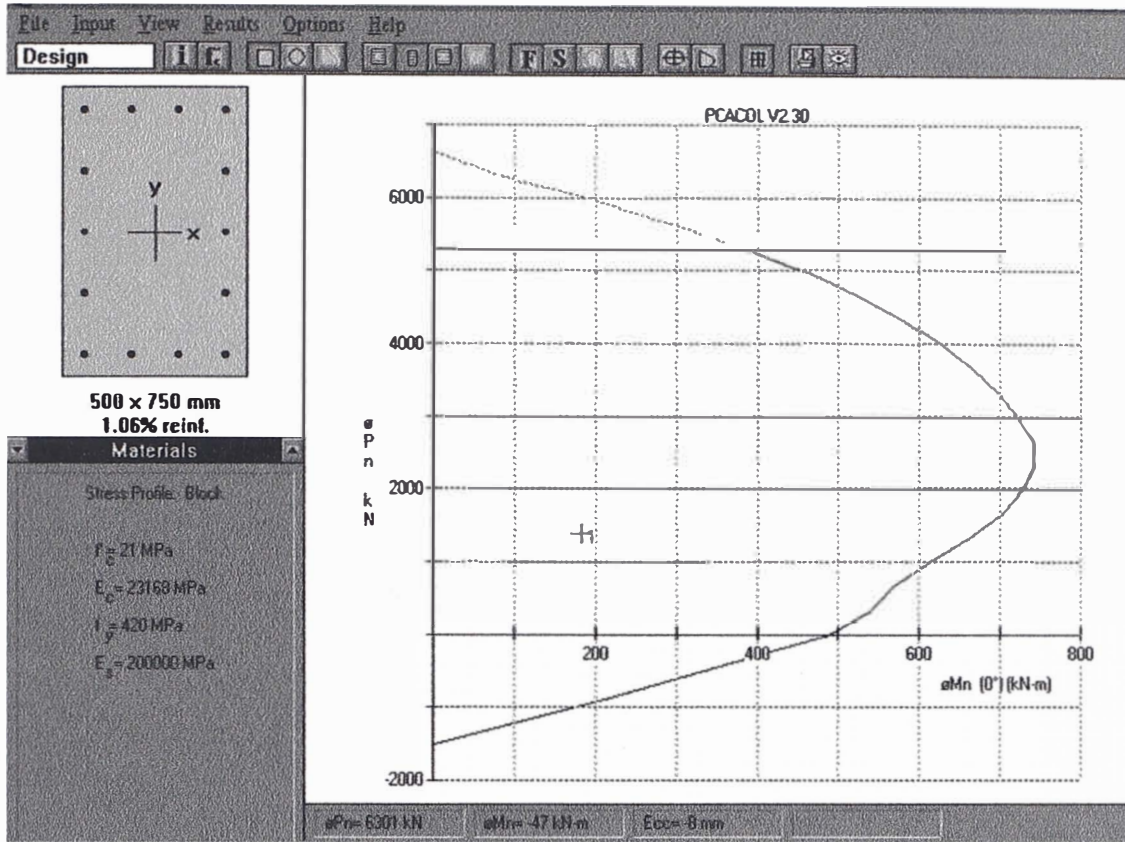 File Input View Results Options Help
Design
F S
y
x
500 x 750 mm
1.06% reinf.
Materials
Stress Profile: Block
f'c = 21 MPa
Ec = 23168 MPa
fy = 420 MPa
Es = 200000 MPa
PCACOL V2.30
6000
4000
2000
-2000
øPn kN
200 400 600 800
øMn (0°) (kN-m)
øPn= 6301 kN øMn= -47 kN-m Ecc= -8 mm